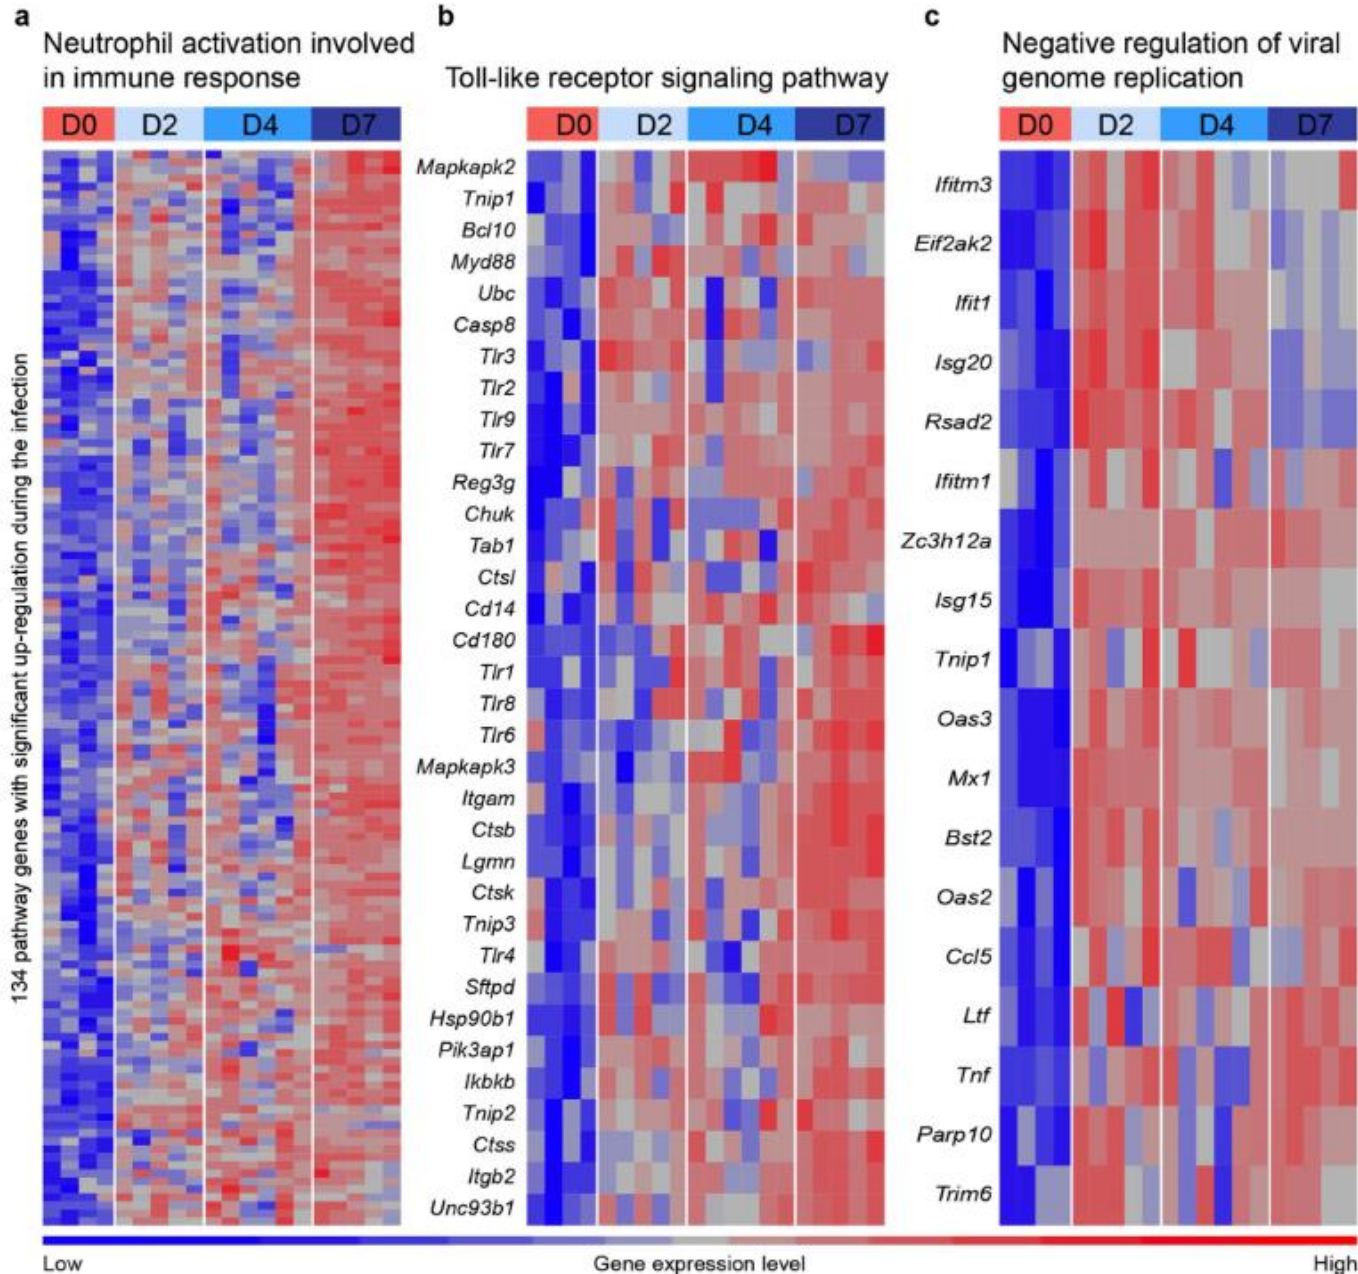 a
Neutrophil activation involved
in immune response
D0 D2 D4 D7
134 pathway genes with significant up-regulation during the infection
b
Toll-like receptor signaling pathway
D0 D2 D4 D7
Mapkapk2
Tnip1
Bcl10
Myd88
Ubc
Casp8
Tlr3
Tlr2
Tlr9
Tlr7
Reg3g
Chuk
Tab1
Ctsl
Cd14
Cd180
Tlr1
Tlr8
Tlr6
Mapkapk3
Itgam
Ctsb
Lgmn
Ctsk
Tnip3
Tlr4
Sftpd
Hsp90b1
Pik3ap1
Ikbkb
Tnip2
Ctss
Itgb2
Unc93b1
c
Negative regulation of viral
genome replication
D0 D2 D4 D7
Ifitm3
Eif2ak2
Ifit1
Isg20
Rsad2
Ifitm1
Zc3h12a
Isg15
Tnip1
Oas3
Mx1
Bst2
Oas2
Ccl5
Ltf
Tnf
Parp10
Trim6
Low Gene expression level High